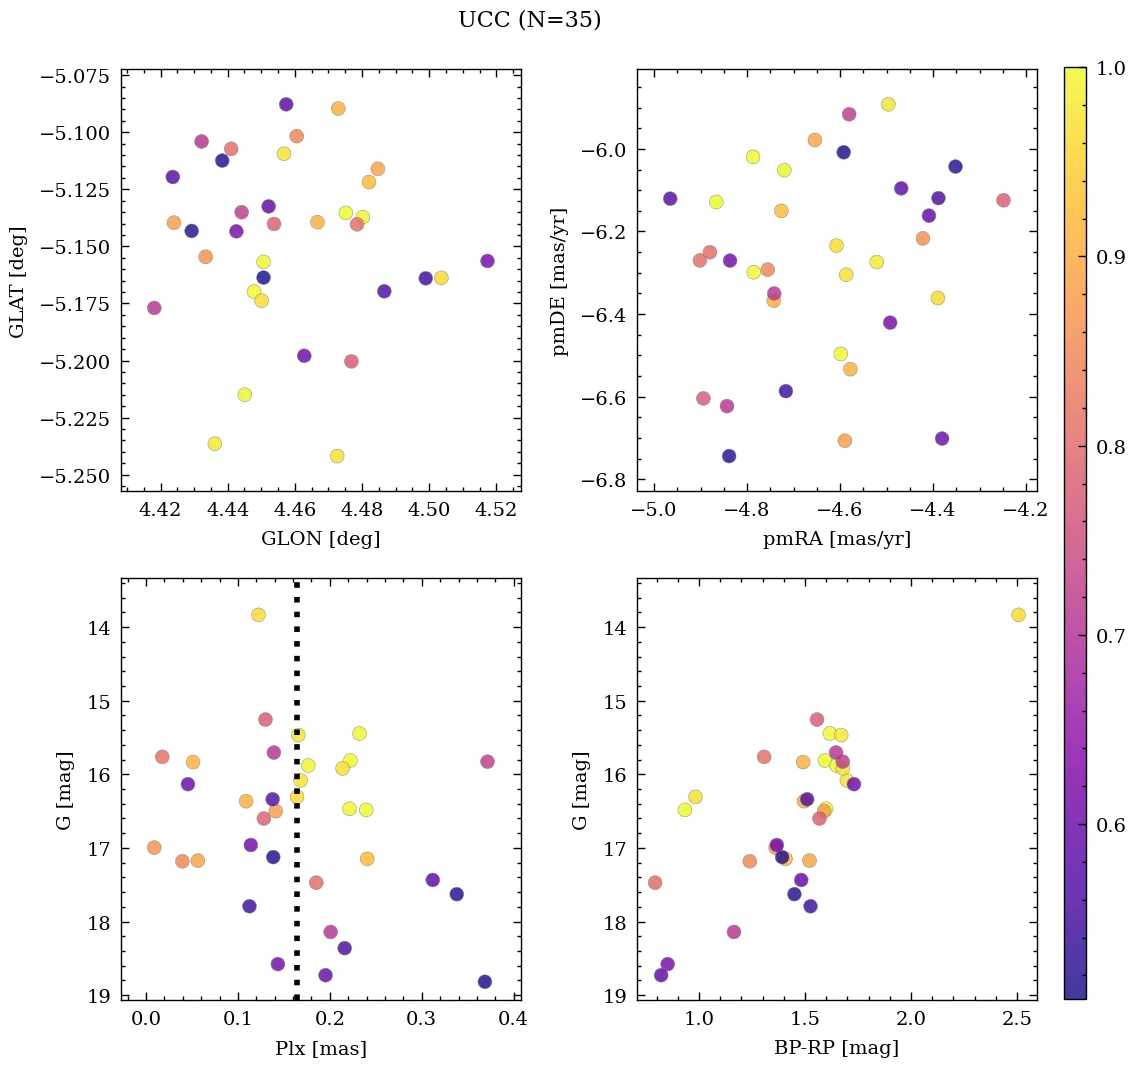 UCC (N=35)
−5.075
−5.100
−5.125
−5.150
−5.175
−5.200
−5.225
−5.250
GLAT [deg]
4.42 4.44 4.46 4.48 4.50 4.52
GLON [deg]
−6.0
−6.2
−6.4
−6.6
−6.8
pmDE [mas/yr]
−5.0 −4.8 −4.6 −4.4 −4.2
pmRA [mas/yr]
14
15
16
17
18
19
G [mag]
0.0 0.1 0.2 0.3 0.4
Plx [mas]
14
15
16
17
18
19
G [mag]
1.0 1.5 2.0 2.5
BP-RP [mag]
1.0
0.9
0.8
0.7
0.6